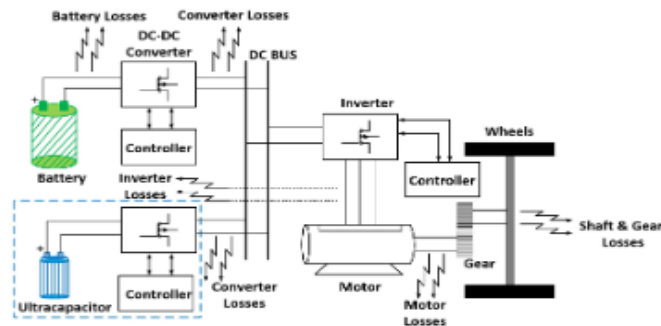 Battery Losses
Converter Losses
DC-DC
Converter
DC BUS
Inverter
Wheels
+
Controller
Battery
Inverter
Losses
Controller
Shaft & Gear
Losses
+
Gear
Ultracapacitor
Controller
Converter
Losses
Motor
Motor
Losses